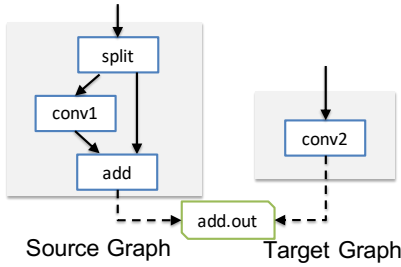 split
conv1
add
conv2
add.out
Source Graph
Target Graph